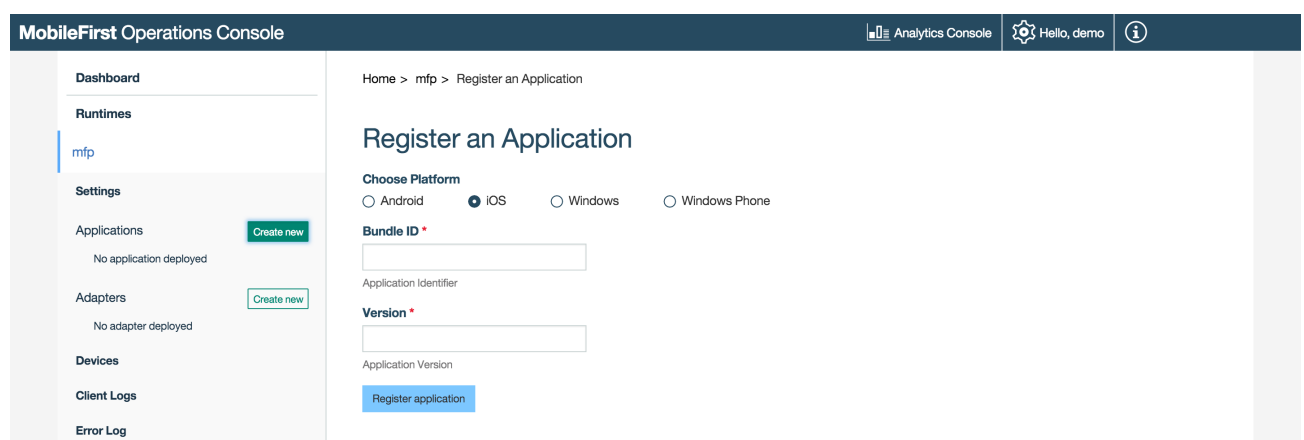 MobileFirst Operations Console
Analytics Console
Hello, demo
Dashboard
Runtimes
mfp
Settings
Applications
Create new
No application deployed
Adapters
Create new
No adapter deployed
Devices
Client Logs
Error Log
Home > mfp > Register an Application
Register an Application
Choose Platform
Android iOS Windows Windows Phone
Bundle ID *
Application Identifier
Version *
Application Version
Register application